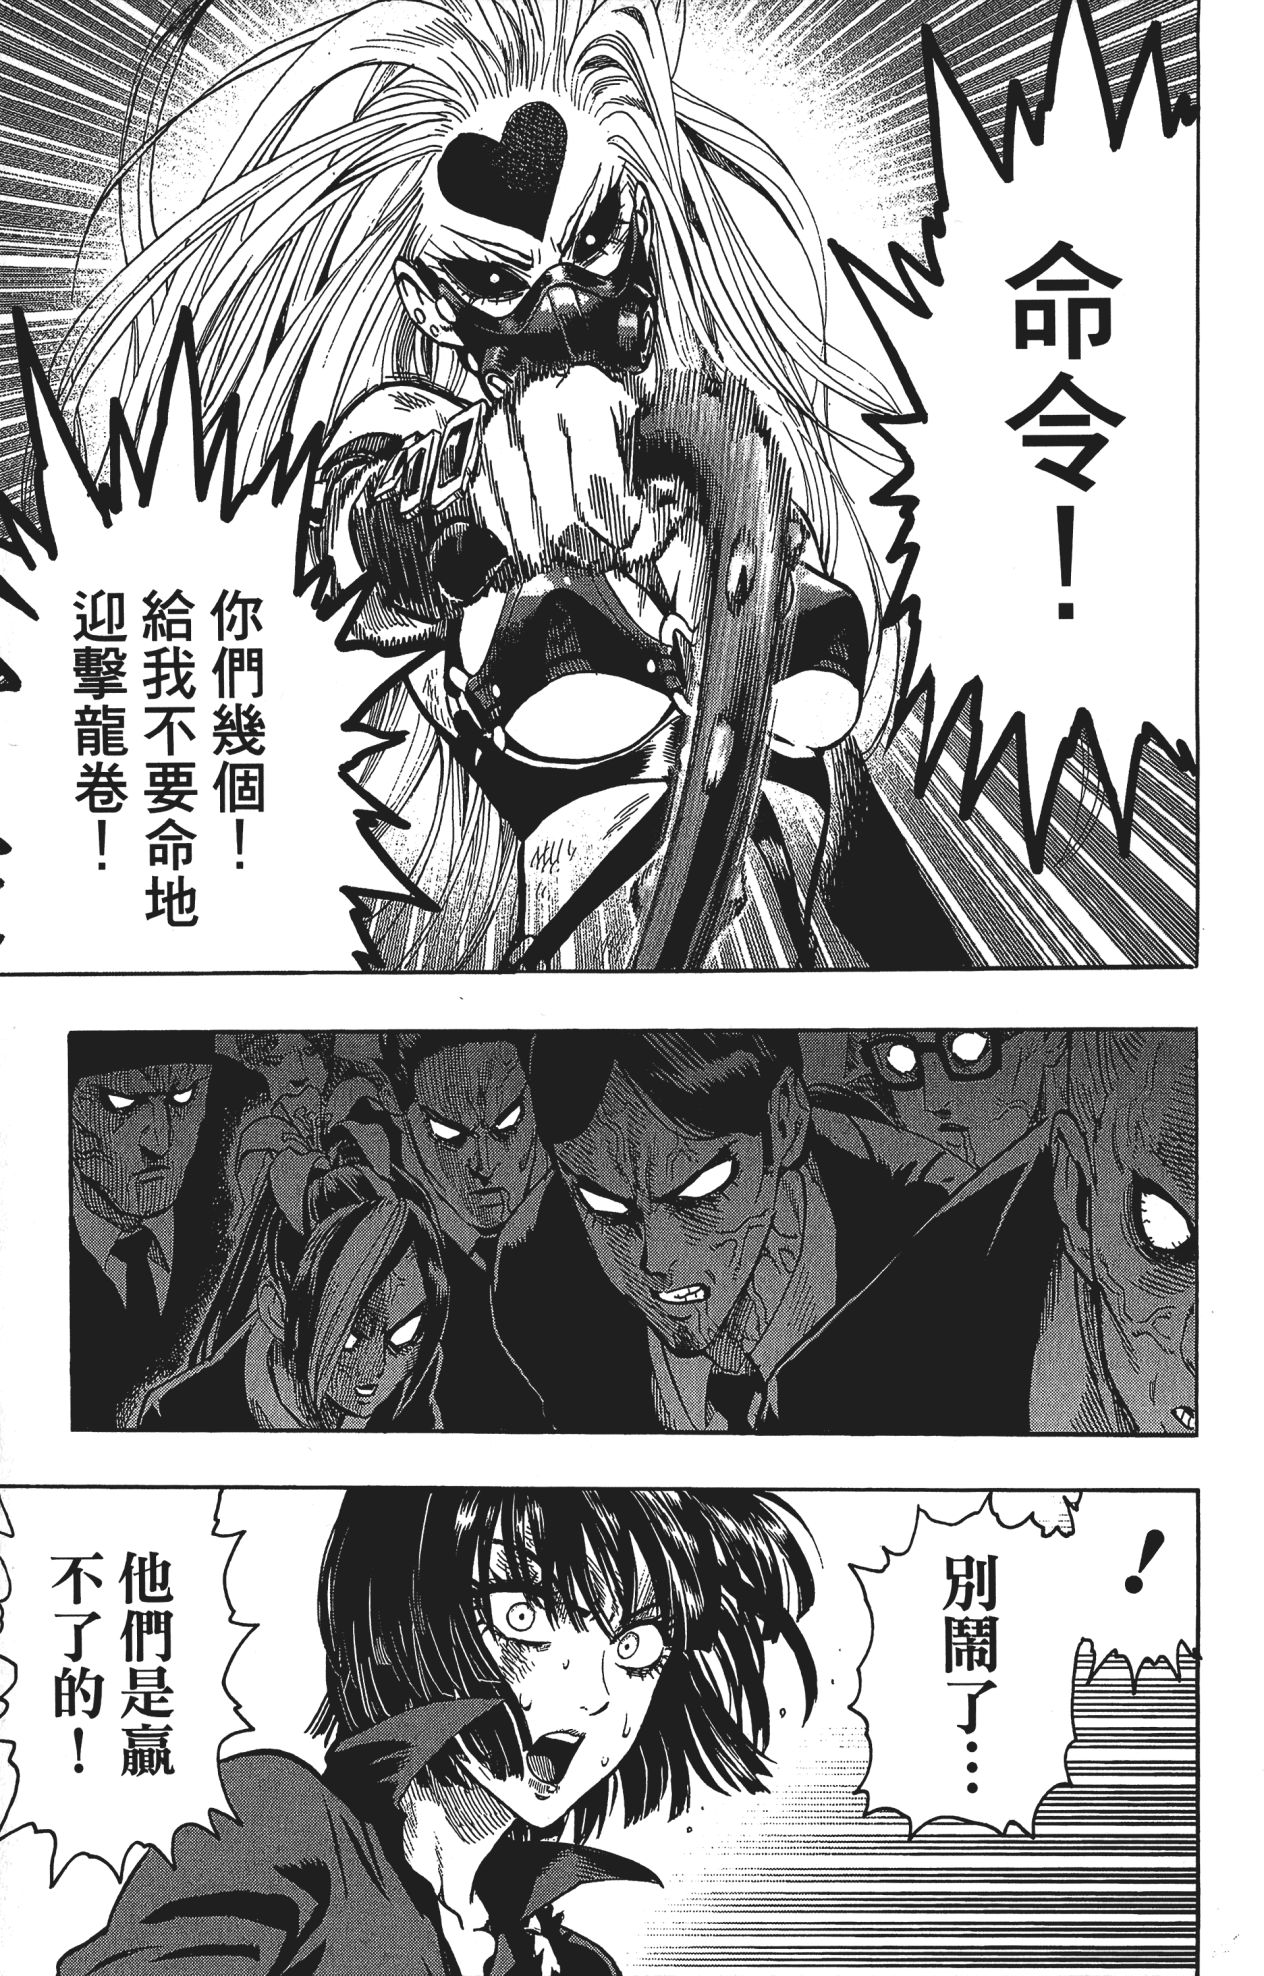 命令！
你們幾個！
給我不要命地
迎擊龍卷！
！
別鬧了…
他們是贏
不了的！